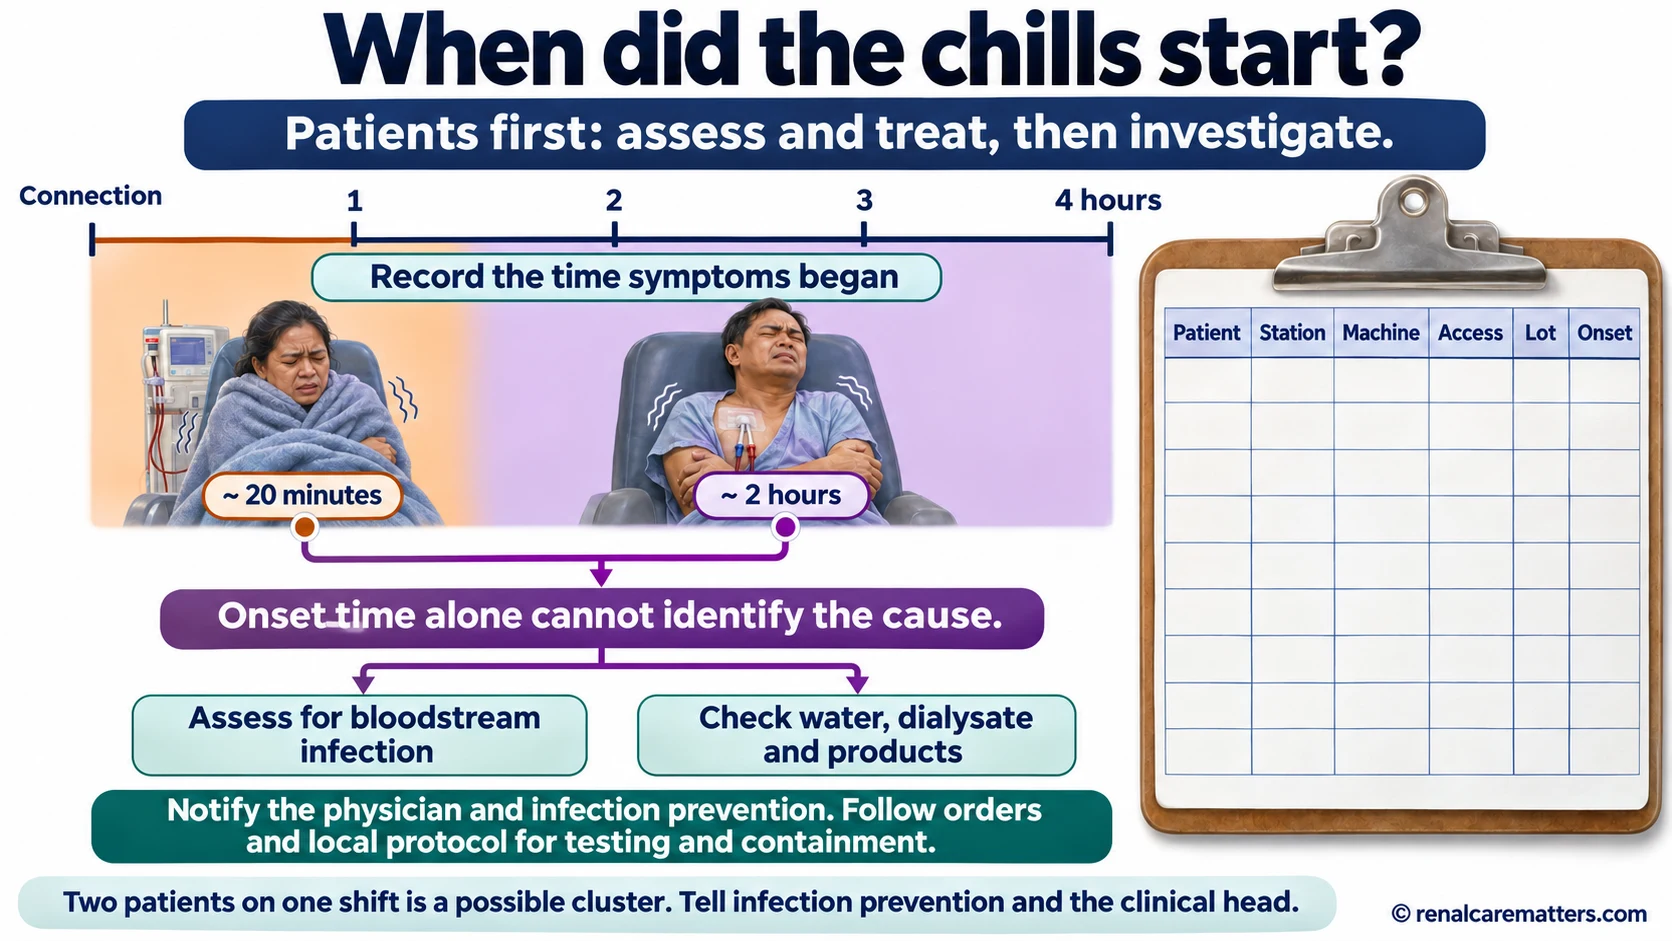 When did the chills start?
Patients first: assess and treat, then investigate.
Connection 1 2 3 4 hours
Record the time symptoms began
~ 20 minutes
~ 2 hours
Onset time alone cannot identify the cause.
Assess for bloodstream
infection
Check water, dialysate
and products
Notify the physician and infection prevention. Follow orders
and local protocol for testing and containment.
Patient Station Machine Access Lot Onset
Two patients on one shift is a possible cluster. Tell infection prevention and the clinical head.
© renalcarematters.com